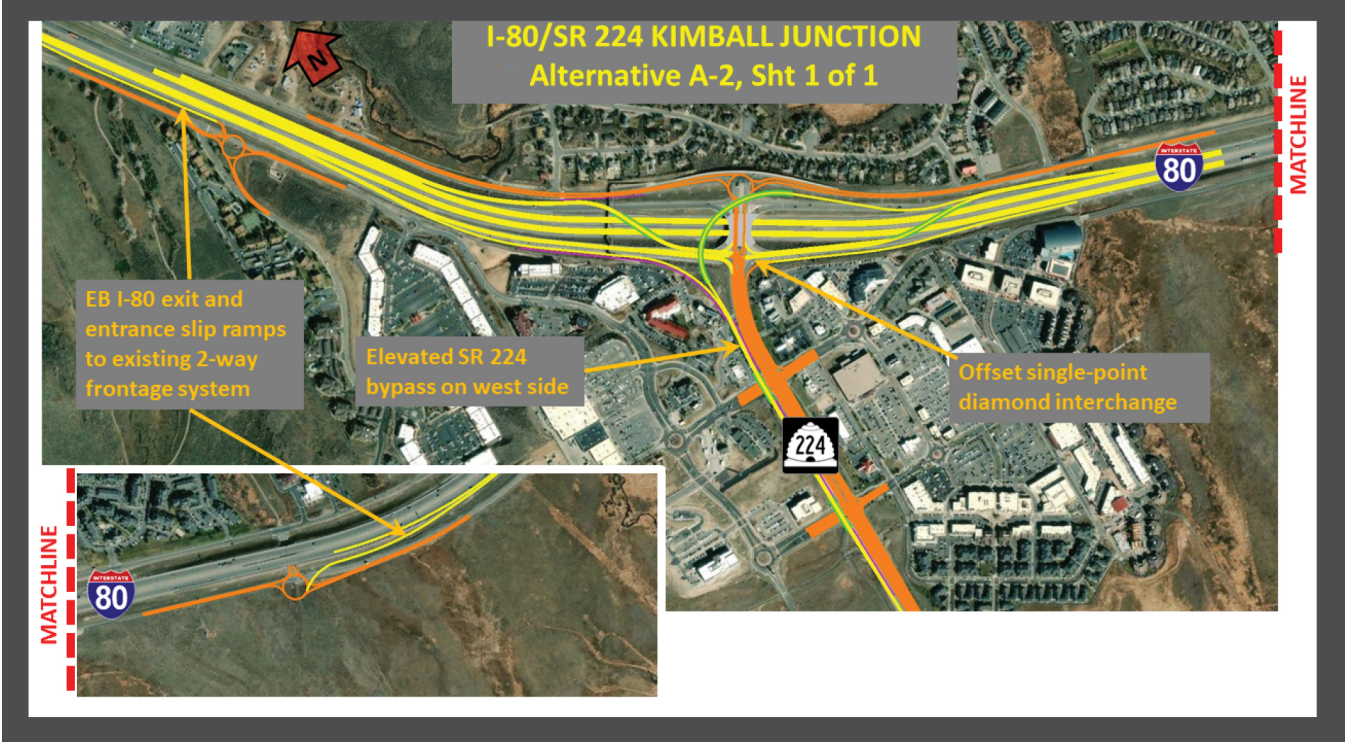 I-80/SR 224 KIMBALL JUNCTION
Alternative A-2, Sht 1 of 1
N
MATCHLINE
INTERSTATE
80
EB I-80 exit and
entrance slip ramps
to existing 2-way
frontage system
Elevated SR 224
bypass on west side
Offset single-point
diamond interchange
224
MATCHLINE
INTERSTATE
80